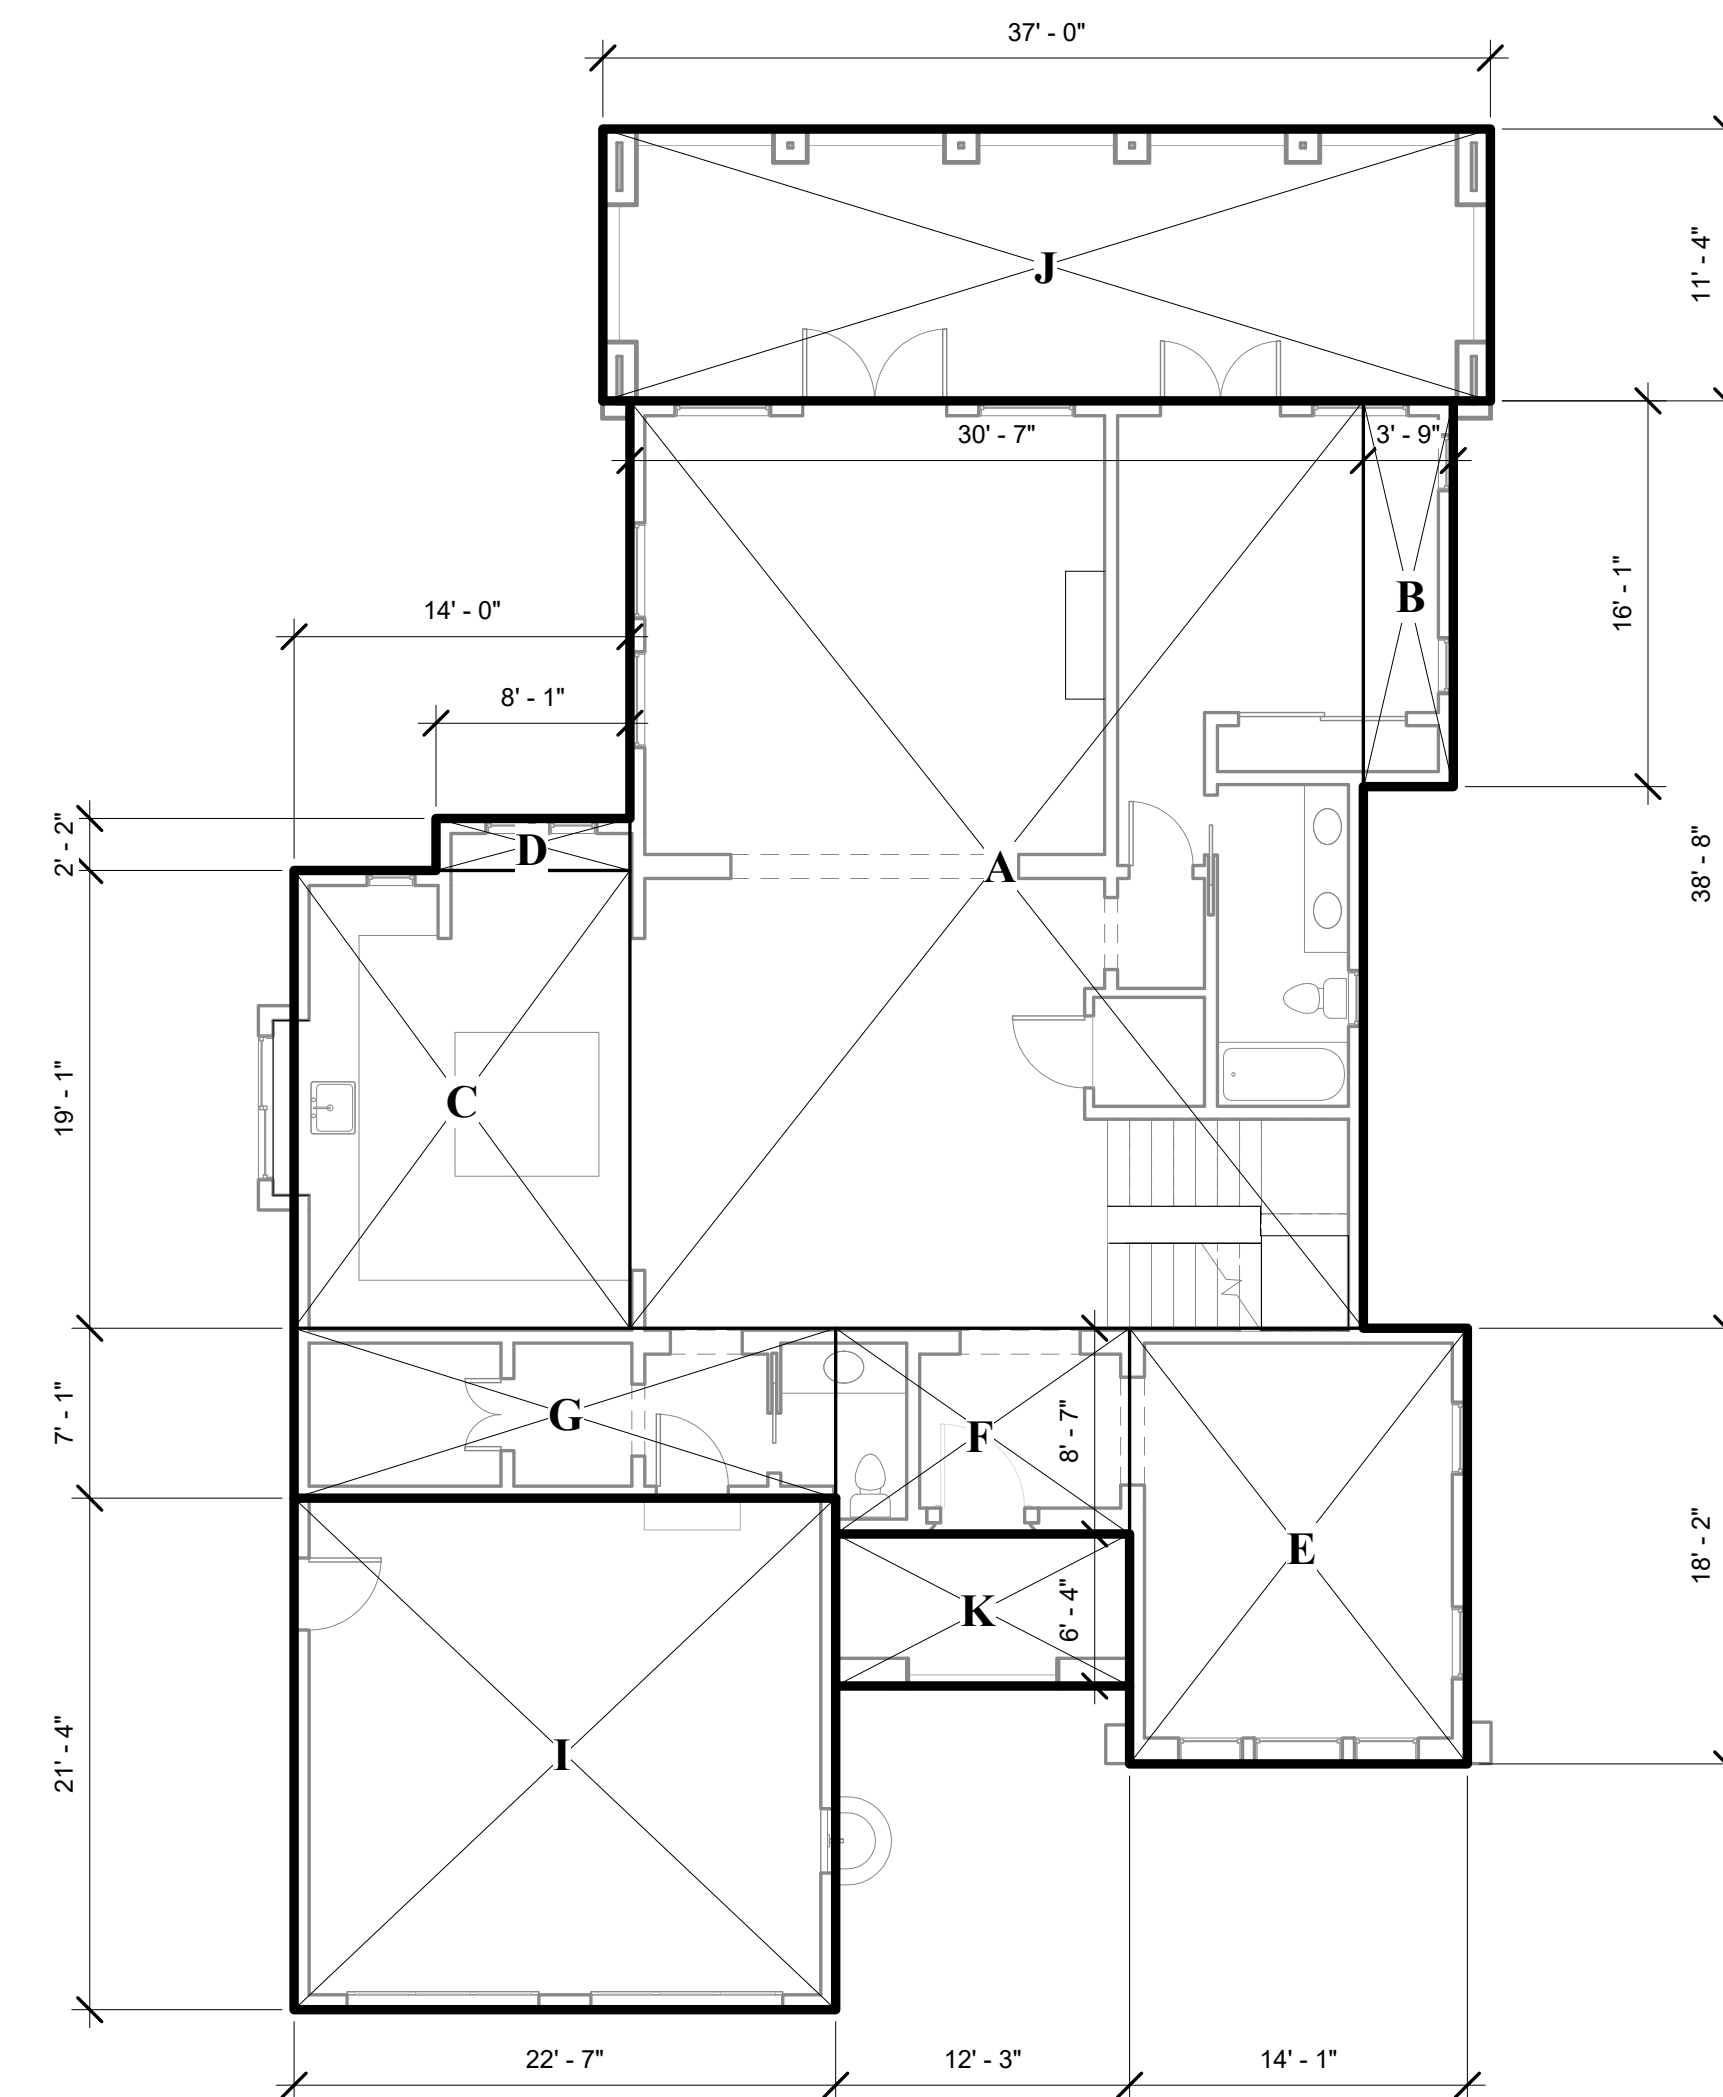 37' - 0"
11' - 4"
J
30' - 7"
3' - 9"
16' - 1"
B
14' - 0"
8' - 1"
2' - 2"
D
A
38' - 8"
C
19' - 1"
7' - 1"
G
F
8' - 7"
E
18' - 2"
K
6' - 4"
I
21' - 4"
22' - 7"
12' - 3"
14' - 1"